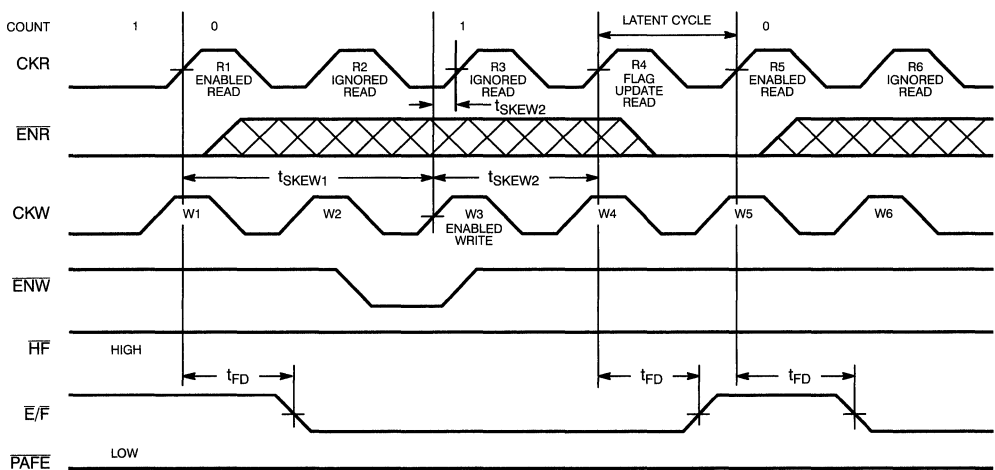 COUNT 1 0 1 LATENT CYCLE 0
CKR
R1 ENABLED READ
R2 IGNORED READ
R3 IGNORED READ
R4 FLAG UPDATE READ
R5 ENABLED READ
R6 IGNORED READ
tSKEW2
ENR
tSKEW1 tSKEW2
CKW
W1 W2 W3 W4 W5 W6
ENABLED WRITE
ENW
HF HIGH
tFD tFD tFD
E/F
PAFE LOW